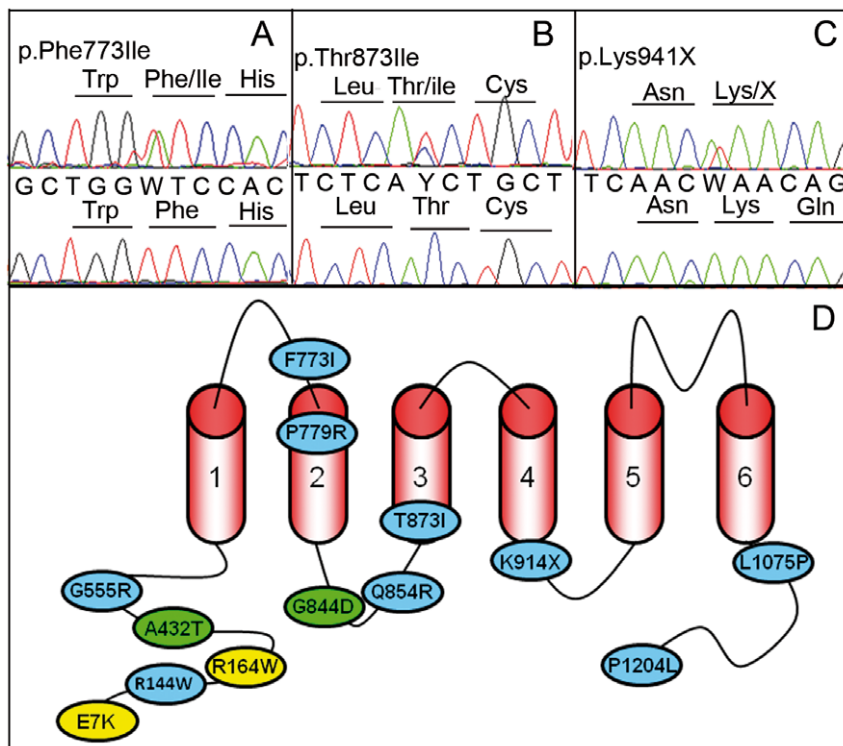 A
p.Phe773Ile
Trp Phe/Ile His
G C T G G W T C C A C
Trp Phe His
B
p.Thr873Ile
Leu Thr/ile Cys
T C T C A Y C T G C T
Leu Thr Cys
C
p.Lys941X
Asn Lys/X
T C A A C W A A C A G
Asn Lys Gln
D
F773I
P779R
1 2 3 4 5 6
T873I
K914X
L1075P
G555R
Q854R
G844D
A432T
R164W
P1204L
R144W
E7K